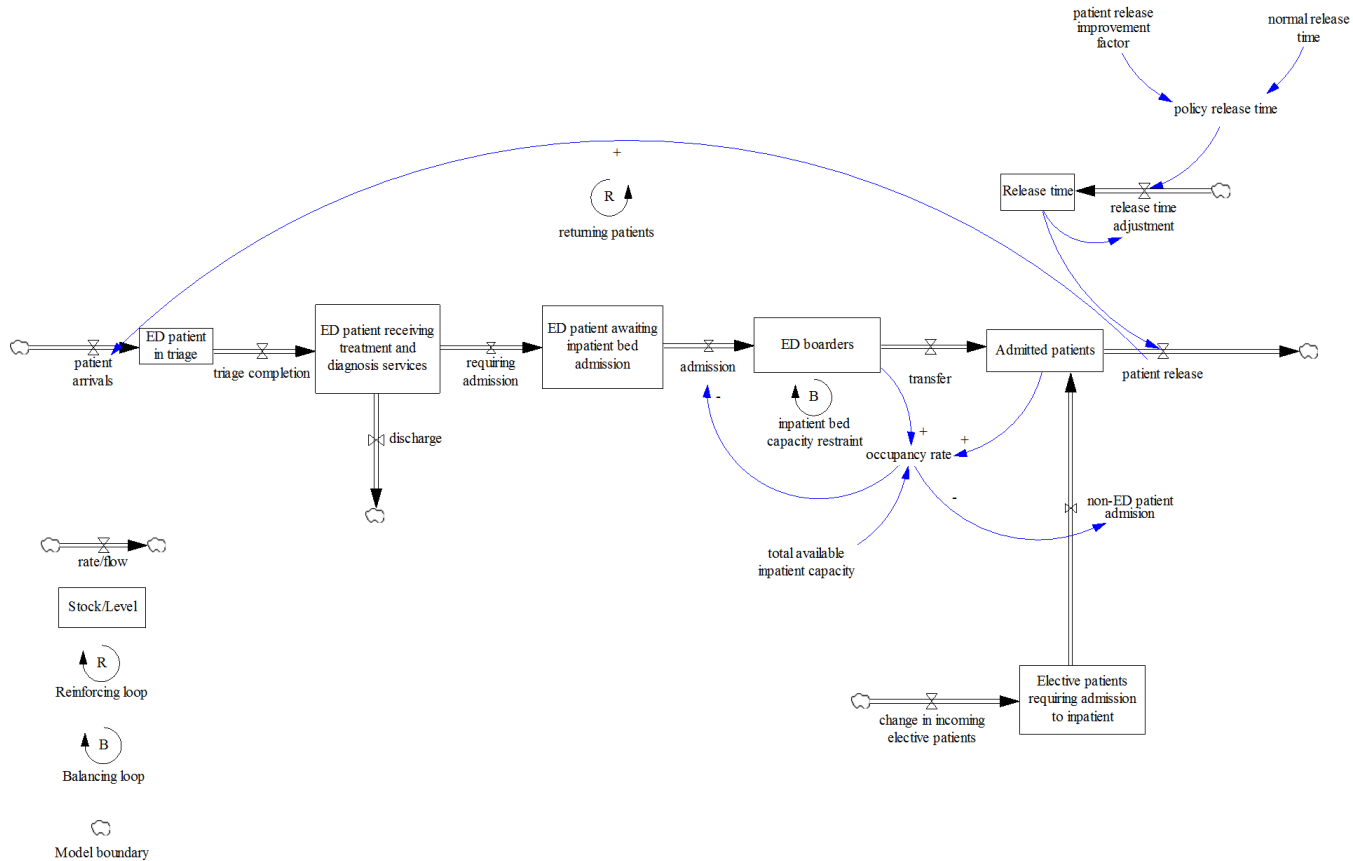 patient release
improvement
factor
normal release
time
policy release time
+
Release time
release time
adjustment
R
returning patients
ED patient
in triage
patient
arrivals
triage completion
ED patient receiving
treatment and
diagnosis services
requiring
admission
ED patient awaiting
inpatient bed
admission
admission
ED boarders
transfer
Admitted patients
patient release
-
B
inpatient bed
capacity restraint
+
+
occupancy rate
discharge
-
non-ED patient
admision
total available
inpatient capacity
rate/flow
Stock/Level
R
Reinforcing loop
Elective patients
requiring admission
to inpatient
change in incoming
elective patients
B
Balancing loop
Model boundary